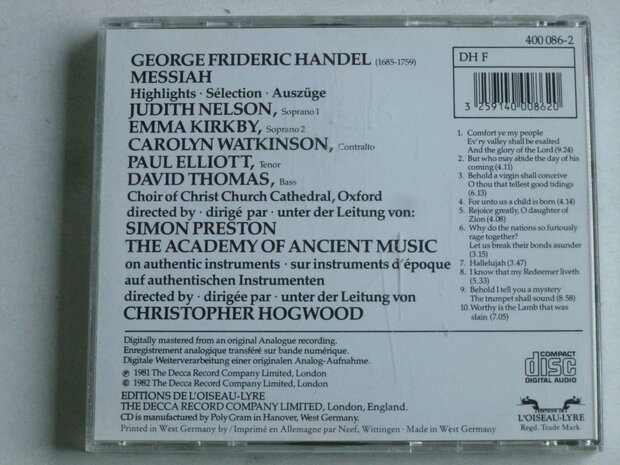 400 086-2
GEORGE FRIDERIC HANDEL (1685-1759)
MESSIAH
Highlights · Sélection · Auszüge
JUDITH NELSON, Soprano 1
EMMA KIRKBY, Soprano 2
CAROLYN WATKINSON, Contralto
PAUL ELLIOTT, Tenor
DAVID THOMAS, Bass
Choir of Christ Church Cathedral, Oxford
directed by · dirigé par · unter der Leitung von:
SIMON PRESTON
THE ACADEMY OF ANCIENT MUSIC
on authentic instruments · sur instruments d'époque
auf authentischen Instrumenten
directed by · dirigée par · unter der Leitung von
CHRISTOPHER HOGWOOD
DH F
3 259140 008620
1. Comfort ye my people
Ev'ry valley shall be exalted
And the glory of the Lord (9.24)
2. But who may abide the day of his
coming (4.11)
3. Behold a virgin shall conceive
O thou that tellest good tidings
(6.13)
4. For unto us a child is born (4.14)
5. Rejoice greatly, O daughter of
Zion (4.08)
6. Why do the nations so furiously
rage together?
Let us break their bonds asunder
(3.15)
7. Hallelujah (3.47)
8. I know that my Redeemer liveth
(5.33)
9. Behold I tell you a mystery
The trumpet shall sound (8.58)
10. Worthy is the Lamb that was
slain (7.05)
Digitally mastered from an original Analogue recording.
Enregistrement analogique transféré sur bande numérique.
Digitale Weiterverarbeitung einer originalen Analog-Aufnahme.
℗ 1981 The Decca Record Company Limited, London
© 1982 The Decca Record Company Limited, London
EDITIONS DE L'OISEAU-LYRE
THE DECCA RECORD COMPANY LIMITED, London, England.
CD is manufactured by PolyGram in Hanover, West Germany.
Printed in West Germany by / Imprimé en Allemagne par Neef, Wittingen · Made in West Germany
COMPACT
disc
DIGITAL AUDIO
EDITIONS DE
L'OISEAU-LYRE
Regd. Trade Mark.